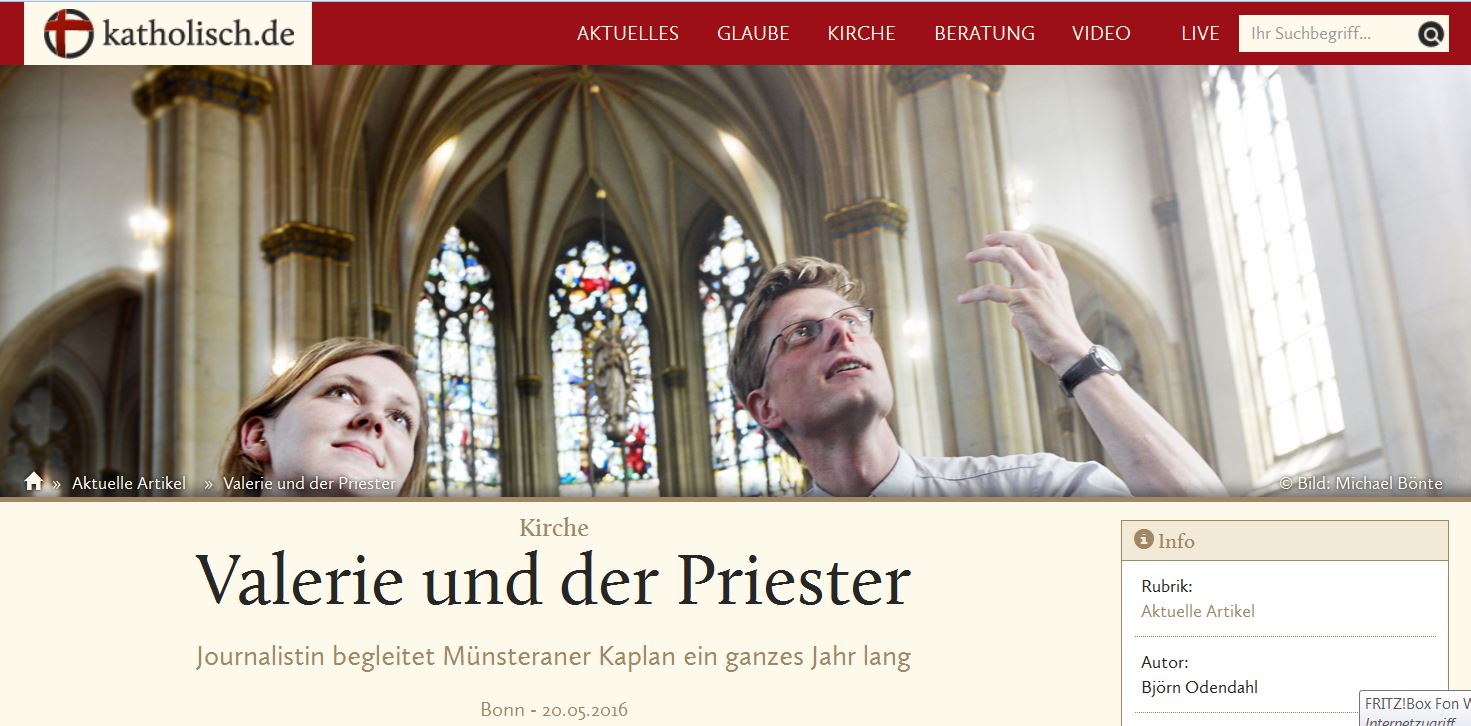 katholisch.de
AKTUELLES GLAUBE KIRCHE BERATUNG VIDEO LIVE Ihr Suchbegriff...
» Aktuelle Artikel » Valerie und der Priester
© Bild: Michael Bönte
Kirche
Valerie und der Priester
Journalistin begleitet Münsteraner Kaplan ein ganzes Jahr lang
Bonn - 20.05.2016
Info
Rubrik:
Aktuelle Artikel
Autor:
Björn Odendahl
FRITZ!Box Fon W
Internetzugriff